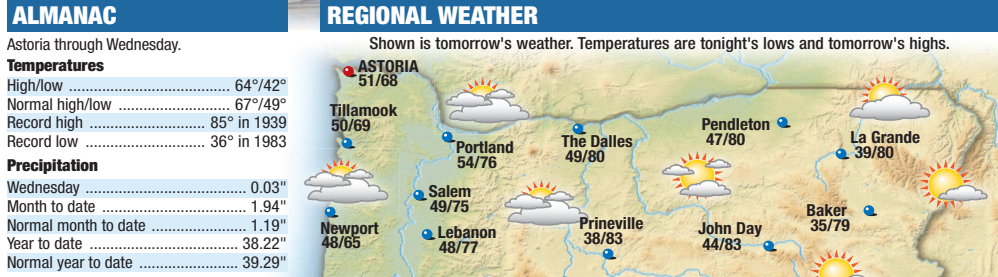 ALMANAC
Astoria through Wednesday.
Temperatures
High/low ................................... 64°/42°
Normal high/low ........................ 67°/49°
Record high ........................... 85° in 1939
Record low ............................ 36° in 1983
Precipitation
Wednesday ..................................... 0.03"
Month to date ................................. 1.94"
Normal month to date ...................... 1.19"
Year to date .................................. 38.22"
Normal year to date ....................... 39.29"
REGIONAL WEATHER
Shown is tomorrow's weather. Temperatures are tonight's lows and tomorrow's highs.
ASTORIA
51/68
Tillamook
50/69
Portland
54/76
The Dalles
49/80
Pendleton
47/80
La Grande
39/80
Salem
49/75
Newport
48/65
Lebanon
48/77
Prineville
38/83
John Day
44/83
Baker
35/79